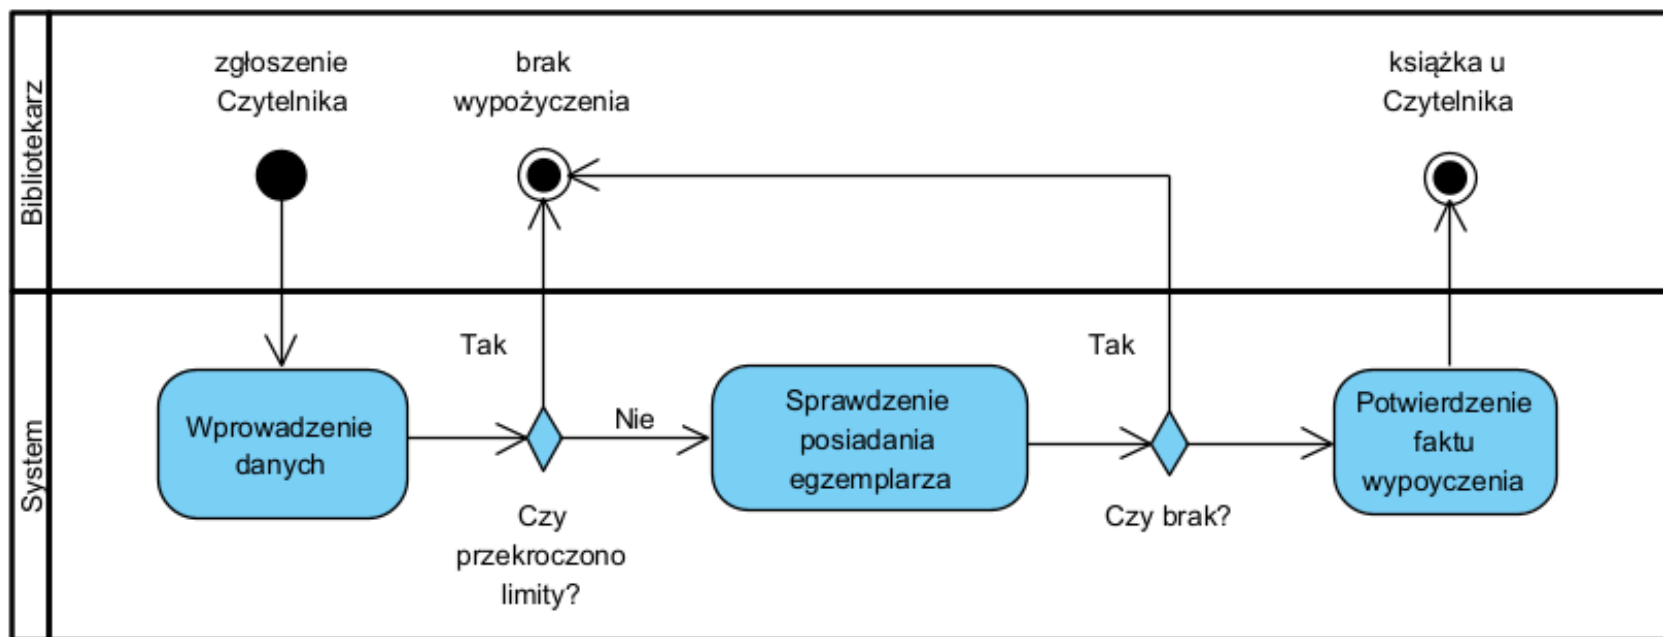 Bibliotekarz
zgłoszenie
Czytelnika
brak
wypożyczenia
książka u
Czytelnika
System
Wprowadzenie
danych
Tak
Nie
Czy
przekroczono
limity?
Sprawdzenie
posiadania
egzemplarza
Tak
Czy brak?
Potwierdzenie
faktu
wypoyczenia